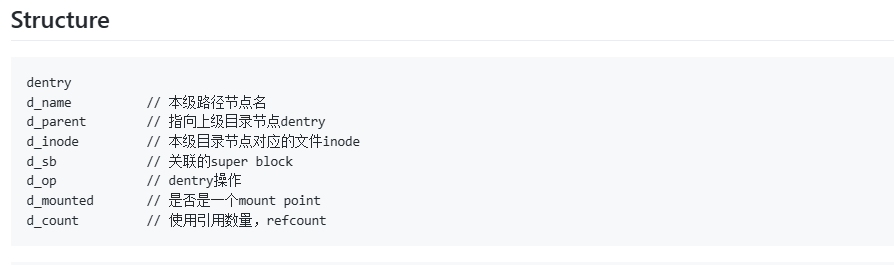 Structure
dentry
d_name // 本级路径节点名
d_parent // 指向上级目录节点dentry
d_inode // 本级目录节点对应的文件inode
d_sb // 关联的super block
d_op // dentry操作
d_mounted // 是否是一个mount point
d_count // 使用引用数量，refcount